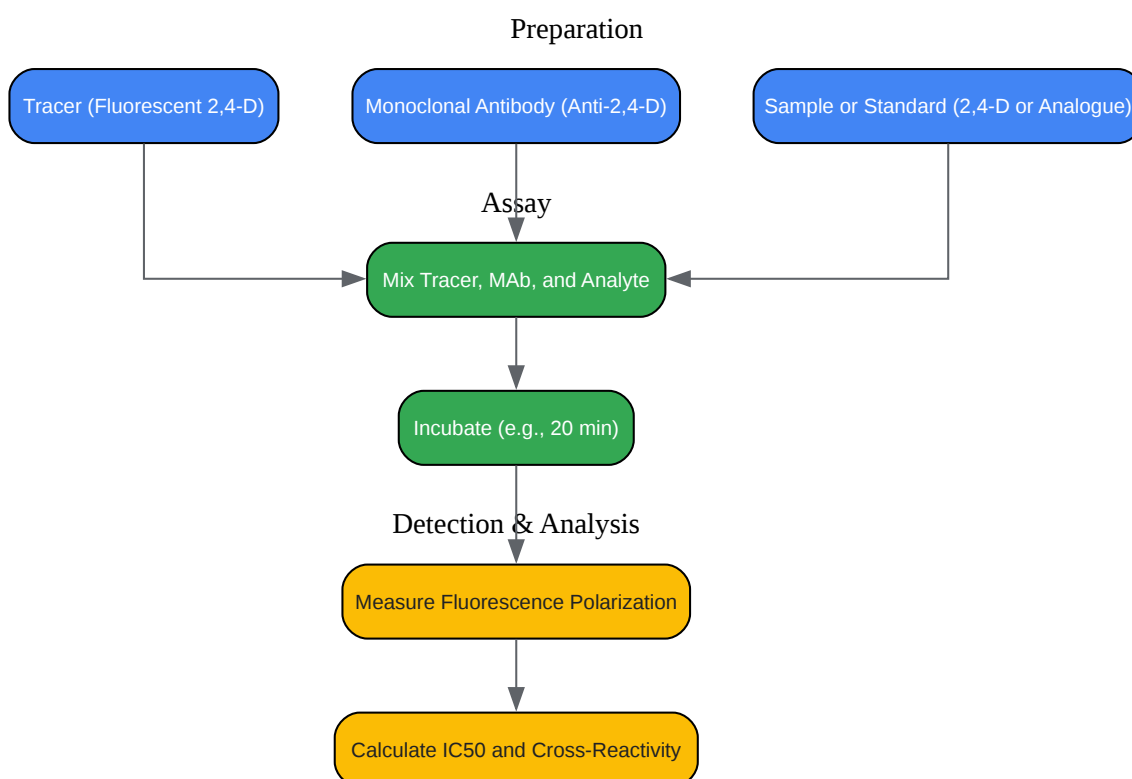 Preparation
Tracer (Fluorescent 2,4-D)
Monoclonal Antibody (Anti-2,4-D)
Sample or Standard (2,4-D or Analogue)
Assay
Mix Tracer, MAb, and Analyte
Incubate (e.g., 20 min)
Detection & Analysis
Measure Fluorescence Polarization
Calculate IC50 and Cross-Reactivity